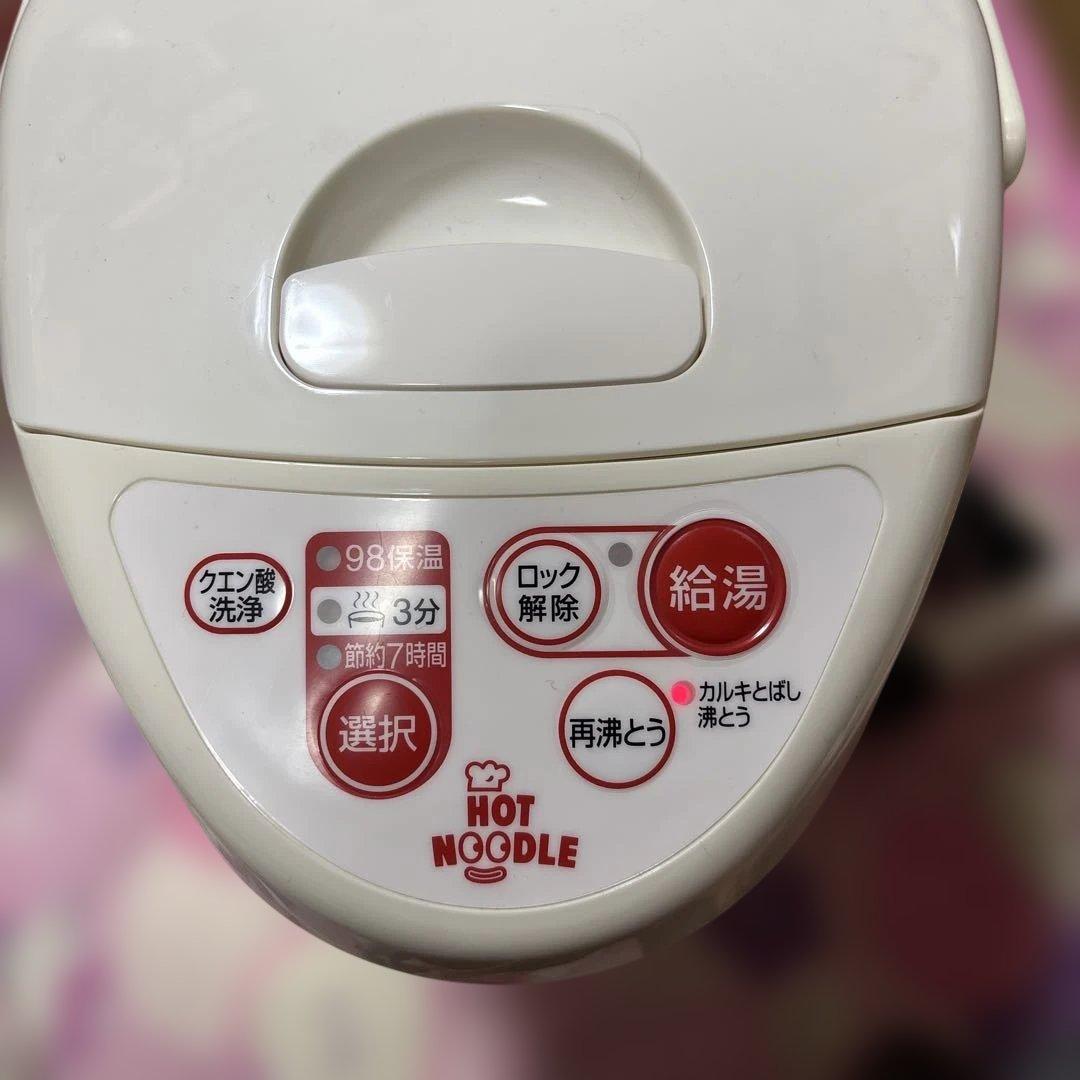 クエン酸
洗浄
98保温
3分
節約7時間
選択
ロック
解除
給湯
再沸とう
カルキとばし
沸とう
HOT
NOODLE